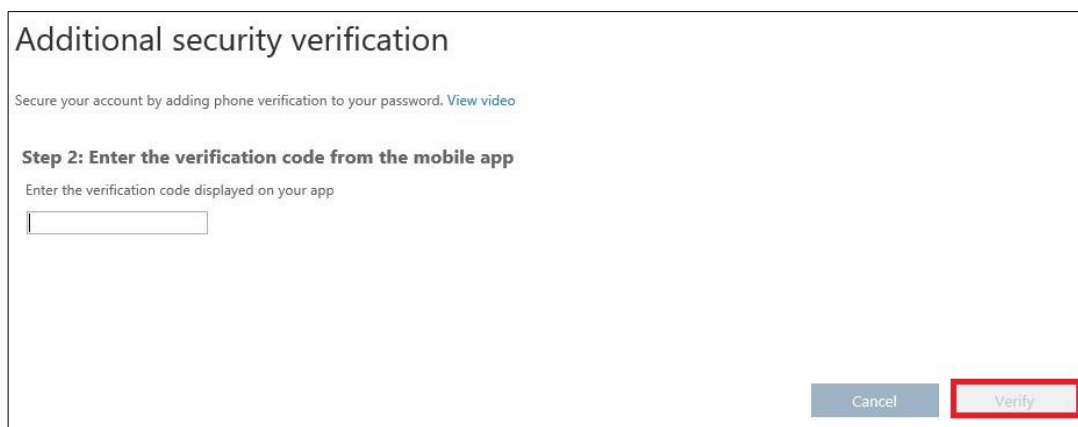 Additional security verification
Secure your account by adding phone verification to your password. View video
Step 2: Enter the verification code from the mobile app
Enter the verification code displayed on your app
Cancel
Verify